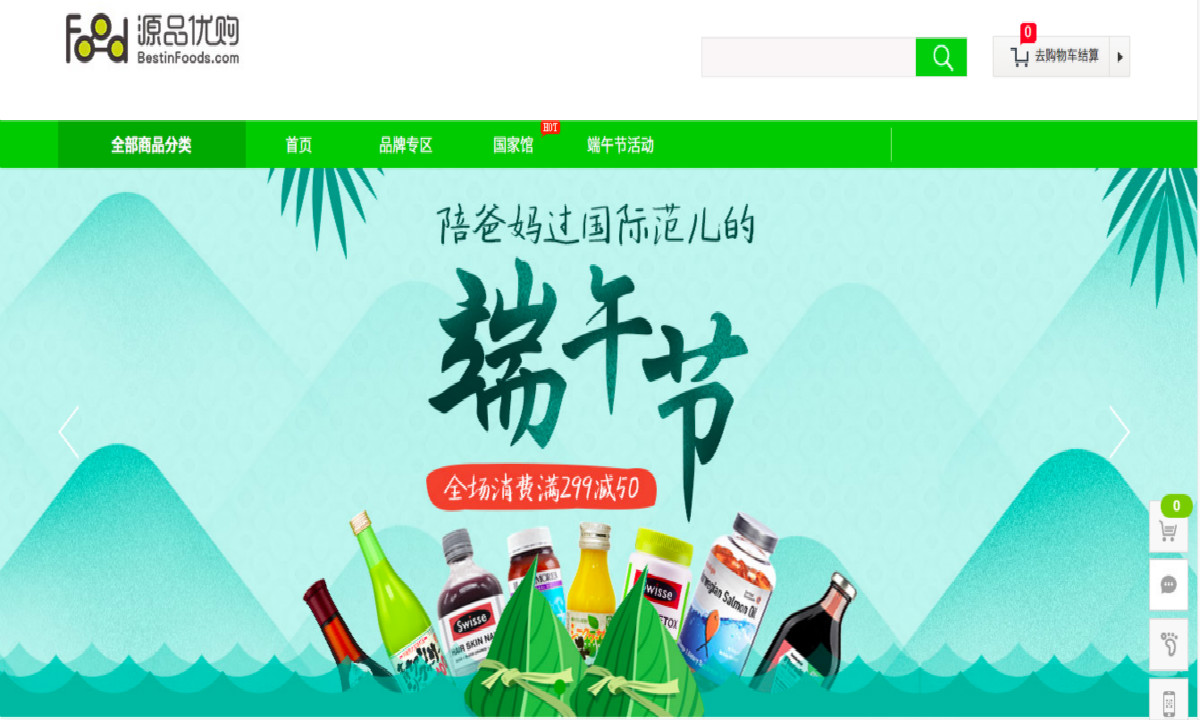 Food 源品优购
BestinFoods.com
0
去购物车结算
全部商品分类
首页
品牌专区
国家馆
HOT
端午节活动
陪爸妈过国际范儿的
端午节
全场消费满299减50
0
Swisse
HAIR SKIN NA
Swisse
ETOX
wegian Salmon Oil